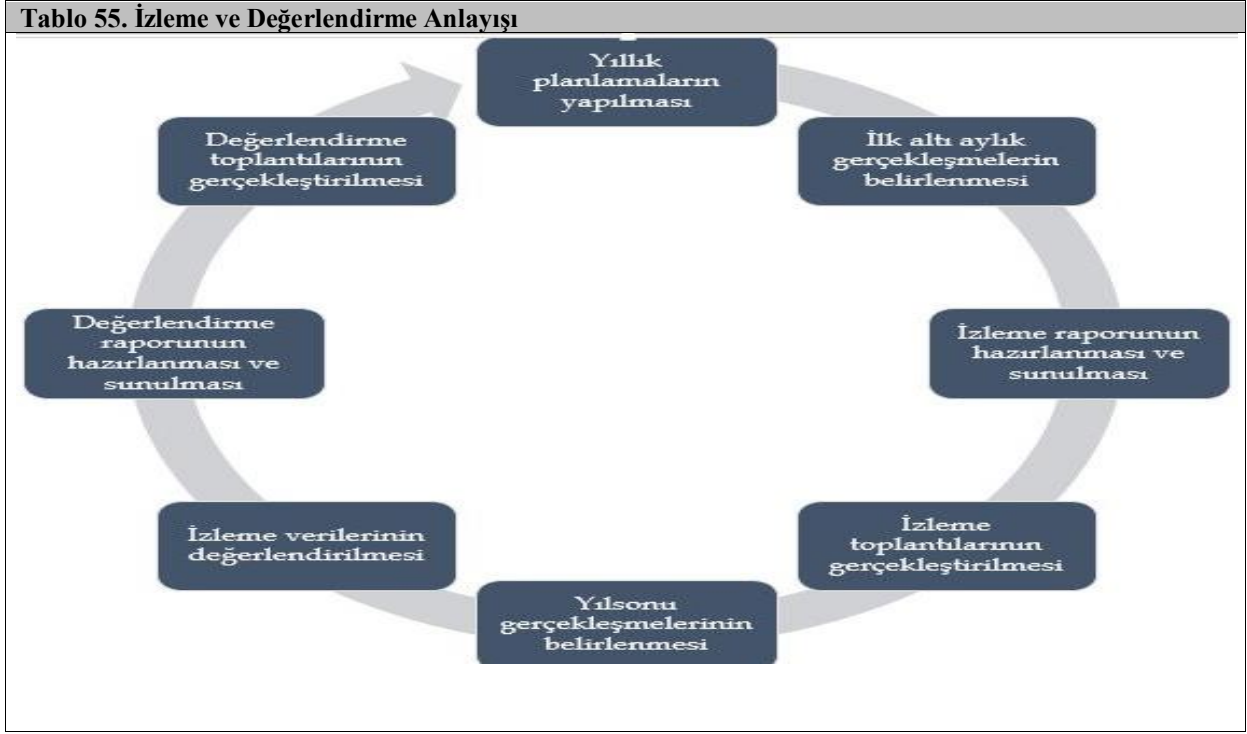 Tablo 55. İzleme ve Değerlendirme Anlayışı
Yıllık
planlamaların
yapılması
İlk altı aylık
gerçekleşmelerin
belirlenmesi
İzleme raporunun
hazırlanması ve
sunulması
İzleme
toplantılarının
gerçekleştirilmesi
Yılsonu
gerçekleşmelerinin
belirlenmesi
İzleme verilerinin
değerlendirilmesi
Değerlendirme
raporunun
hazırlanması ve
sunulması
Değerlendirme
toplantılarının
gerçekleştirilmesi